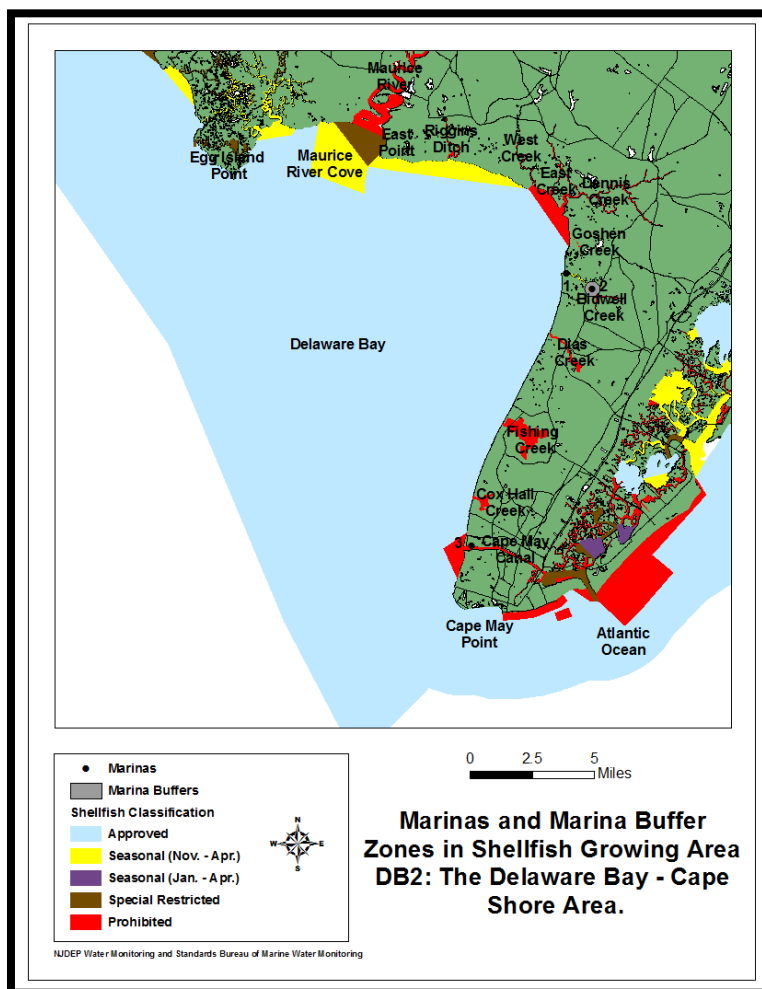 Maurice
River
Egg Island
Point
Maurice
River Cove
East
Point
Riggins
Ditch
West
Creek
East
Creek
Dennis
Creek
Goshen
Creek
1
2
Bidwell
Creek
Delaware Bay
Dias
Creek
Fishing
Creek
Cox Hall
Creek
3
Cape May
Canal
Cape May
Point
Atlantic
Ocean
Marinas
Marina Buffers
Shellfish Classification
Approved
Seasonal (Nov. - Apr.)
Seasonal (Jan. - Apr.)
Special Restricted
Prohibited
N
W E
S
0 2.5 5
Miles
Marinas and Marina Buffer
Zones in Shellfish Growing Area
DB2: The Delaware Bay - Cape
Shore Area.
NJDEP Water Monitoring and Standards Bureau of Marine Water Monitoring